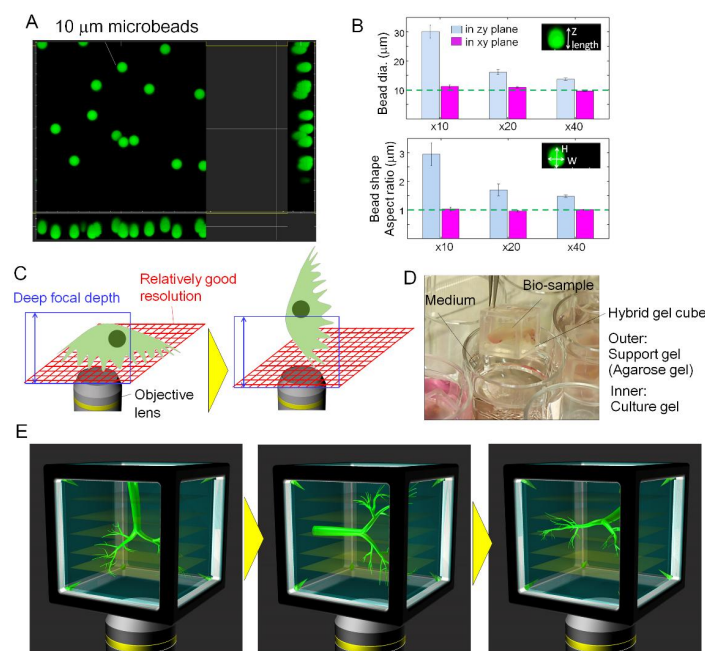 A
10 μm microbeads
B
Bead dia. (μm)
30
20
10
in zy plane
in xy plane
Z
length
x10
x20
x40
Bead shape
Aspect ratio (μm)
3
2
1
H
W
x10
x20
x40
C
Deep focal depth
Relatively good
resolution
Objective
lens
D
Bio-sample
Medium
Hybrid gel cube
Outer:
Support gel
(Agarose gel)
Inner:
Culture gel
E